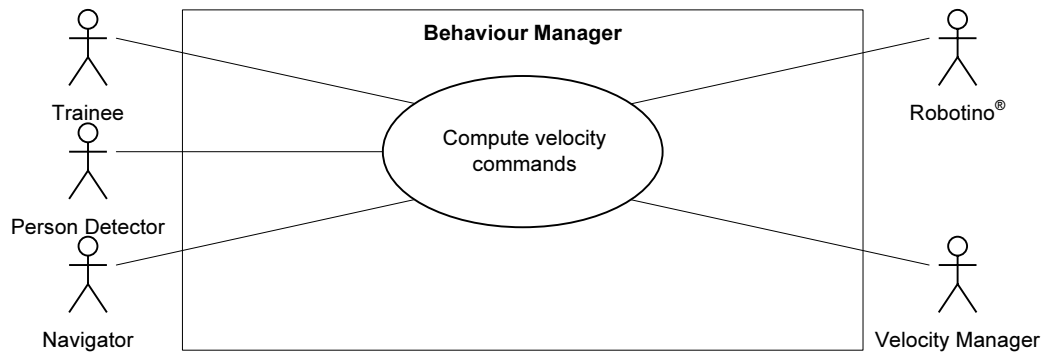 Behaviour Manager
Trainee
Robotino®
Compute velocity
commands
Person Detector
Navigator
Velocity Manager